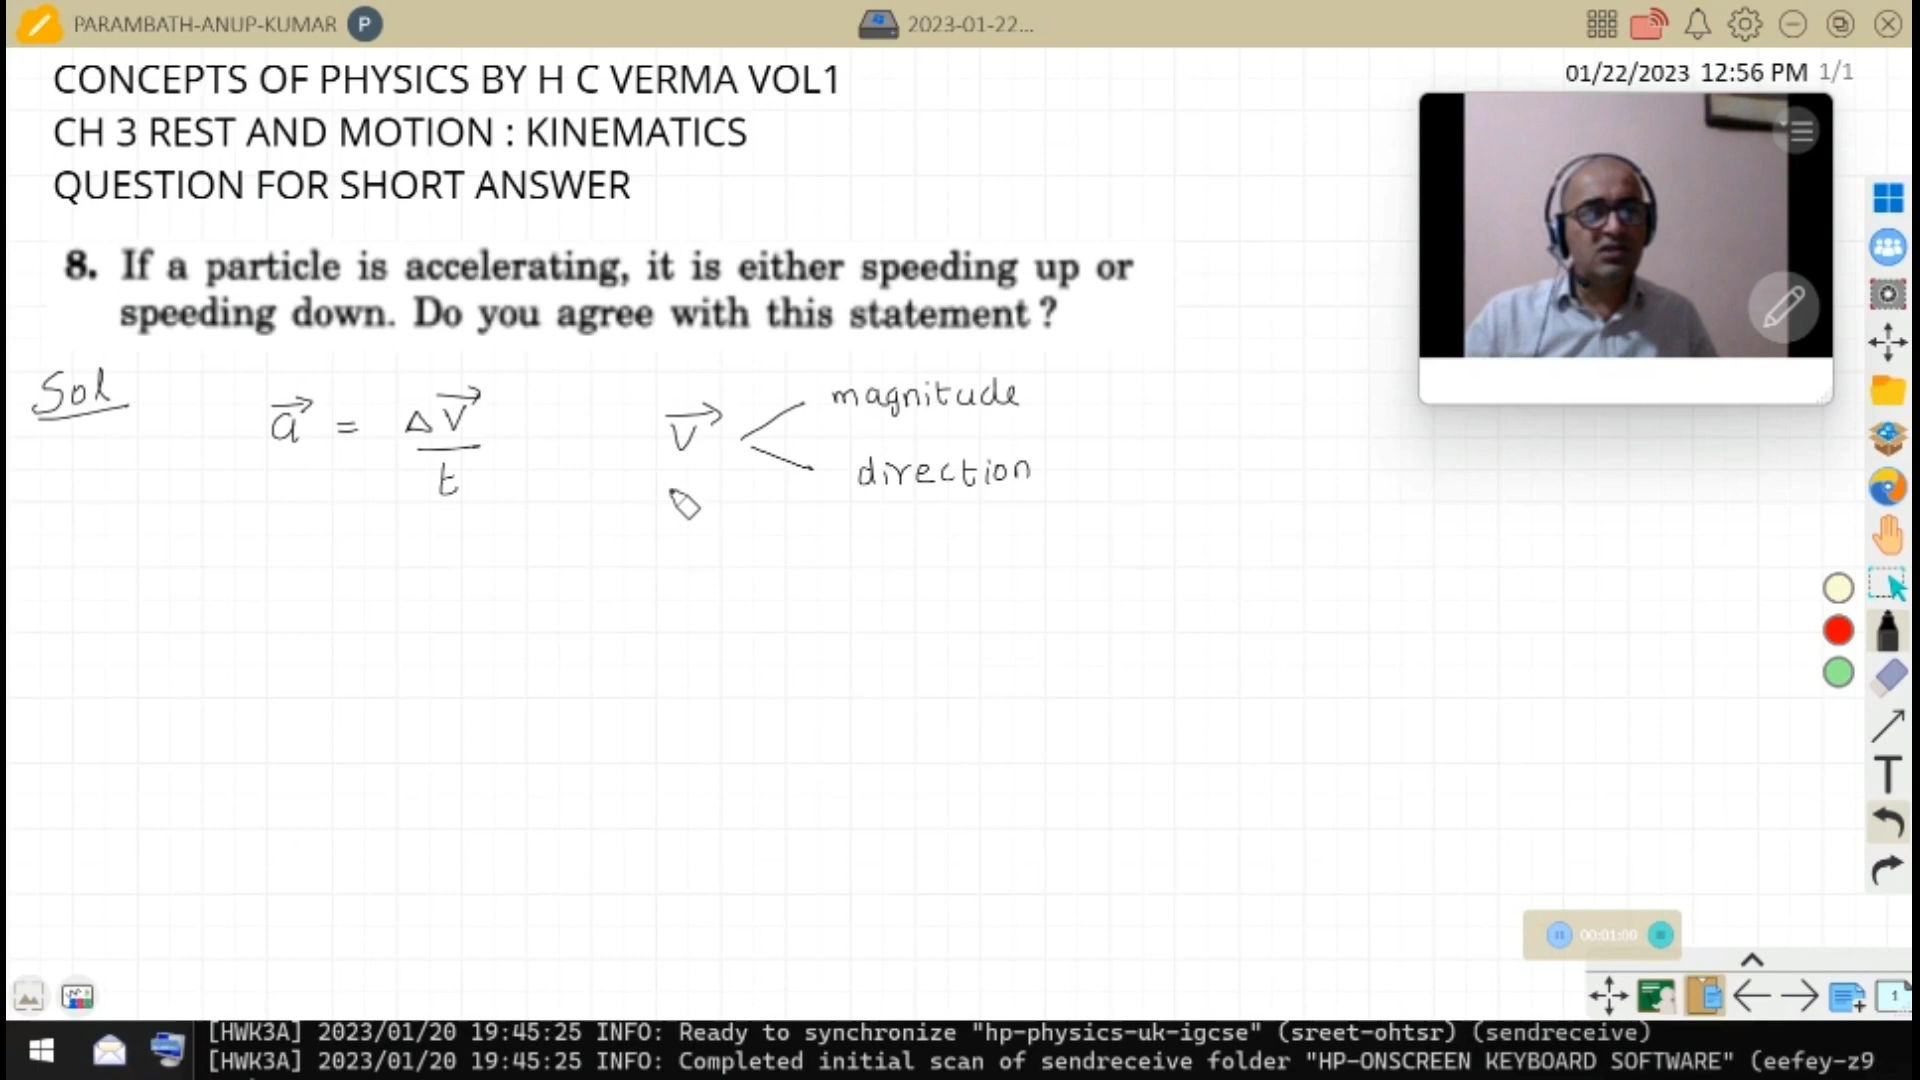 PARAMBATH-ANUP-KUMAR P 2023-01-22...
01/22/2023 12:56 PM 1/1
CONCEPTS OF PHYSICS BY H C VERMA VOL1
CH 3 REST AND MOTION : KINEMATICS
QUESTION FOR SHORT ANSWER
8. If a particle is accelerating, it is either speeding up or
speeding down. Do you agree with this statement ?
Sol
a⃗ = Δv⃗ / t
v⃗ magnitude
direction
T
00:01:00
1
[HWK3A] 2023/01/20 19:45:25 INFO: Ready to synchronize "hp-physics-uk-igcse" (sreet-ohtsr) (sendreceive)
[HWK3A] 2023/01/20 19:45:25 INFO: Completed initial scan of sendreceive folder "HP-ONSCREEN KEYBOARD SOFTWARE" (eefey-z9